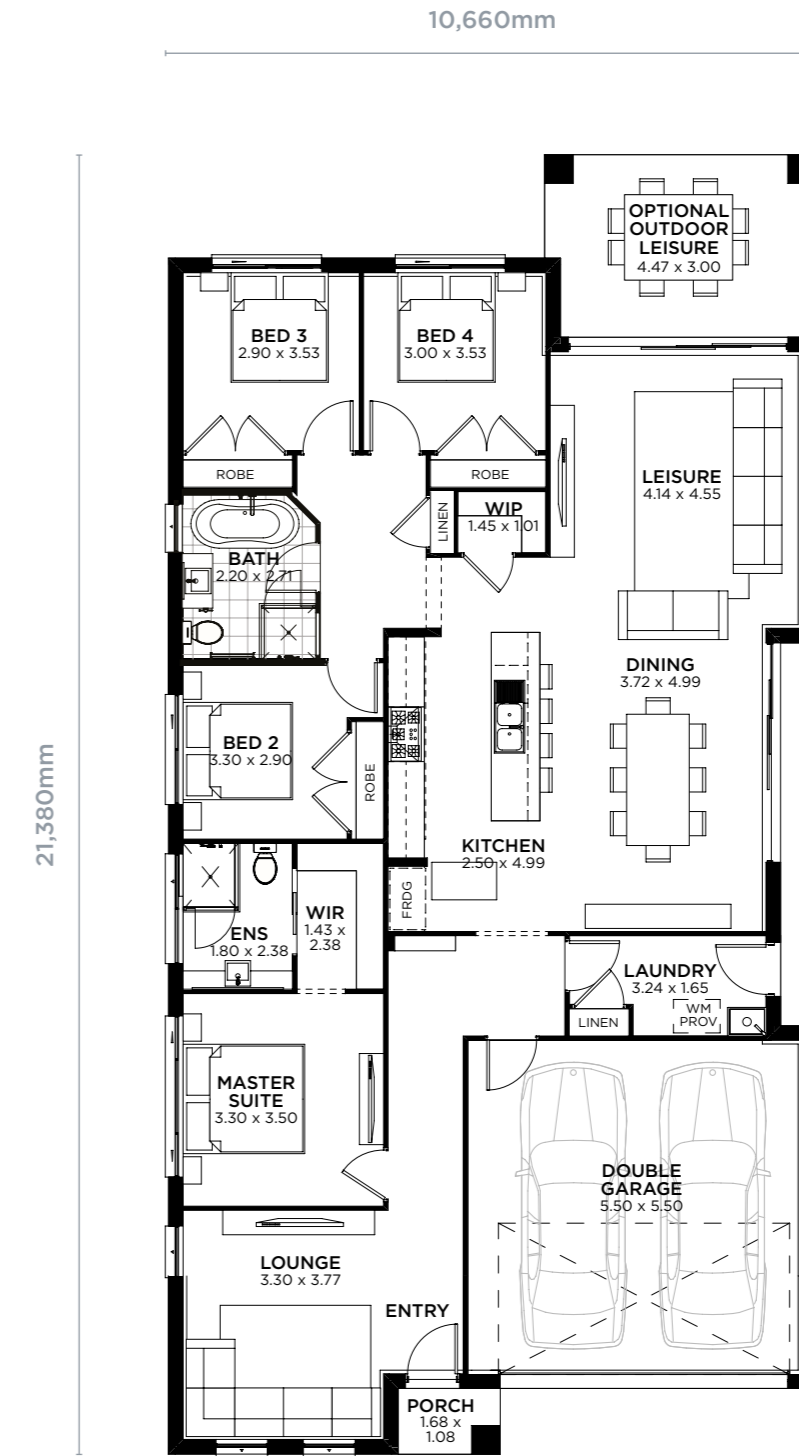 10,660mm
21,380mm
OPTIONAL
OUTDOOR
LEISURE
4.47 x 3.00
BED 3
2.90 x 3.53
BED 4
3.00 x 3.53
ROBE
ROBE
LEISURE
4.14 x 4.55
LINEN
WIP
1.45 x 1.01
BATH
2.20 x 2.71
DINING
3.72 x 4.99
BED 2
3.30 x 2.90
ROBE
KITCHEN
2.50 x 4.99
FRDG
WIR
1.43 x
2.38
ENS
1.80 x 2.38
LAUNDRY
3.24 x 1.65
WM
PROV
LINEN
MASTER
SUITE
3.30 x 3.50
DOUBLE
GARAGE
5.50 x 5.50
LOUNGE
3.30 x 3.77
ENTRY
PORCH
1.68 x
1.08